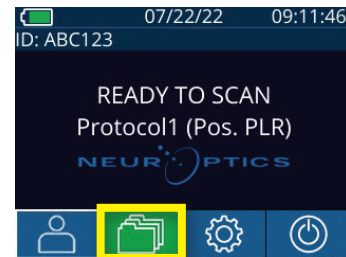 07/22/22 09:11:46
ID: ABC123
READY TO SCAN
Protocol1 (Pos. PLR)
NEUROPTICS